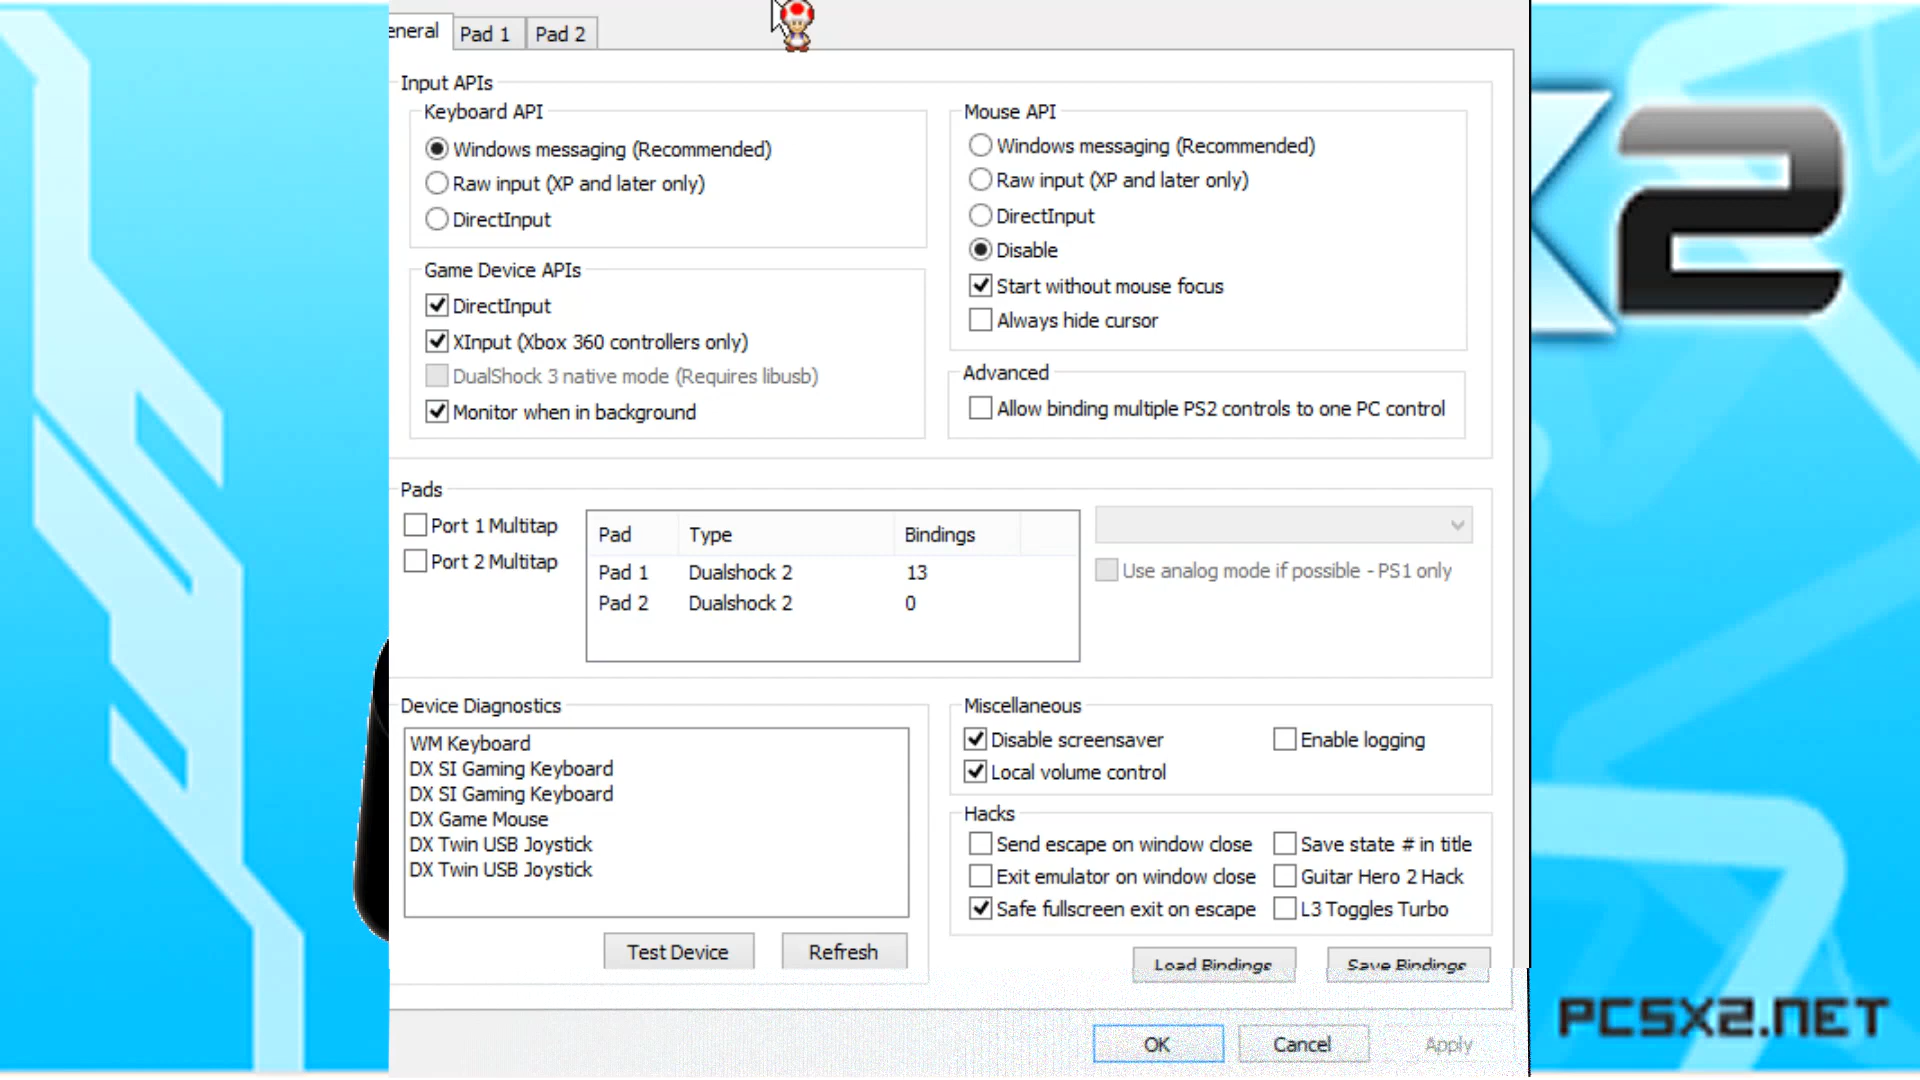 eneral Pad 1 Pad 2
Input APIs
Keyboard API
Windows messaging (Recommended)
Raw input (XP and later only)
DirectInput
Game Device APIs
DirectInput
XInput (Xbox 360 controllers only)
DualShock 3 native mode (Requires libusb)
Monitor when in background
Mouse API
Windows messaging (Recommended)
Raw input (XP and later only)
DirectInput
Disable
Start without mouse focus
Always hide cursor
Advanced
Allow binding multiple PS2 controls to one PC control
Pads
Port 1 Multitap
Port 2 Multitap
Pad Type Bindings
Pad 1 Dualshock 2 13
Pad 2 Dualshock 2 0
Use analog mode if possible - PS1 only
Device Diagnostics
WM Keyboard
DX SI Gaming Keyboard
DX SI Gaming Keyboard
DX Game Mouse
DX Twin USB Joystick
DX Twin USB Joystick
Test Device Refresh
Miscellaneous
Disable screensaver Enable logging
Local volume control
Hacks
Send escape on window close Save state # in title
Exit emulator on window close Guitar Hero 2 Hack
Safe fullscreen exit on escape L3 Toggles Turbo
Load Bindings Save Bindings
OK Cancel Apply
X2
PCSX2.NET